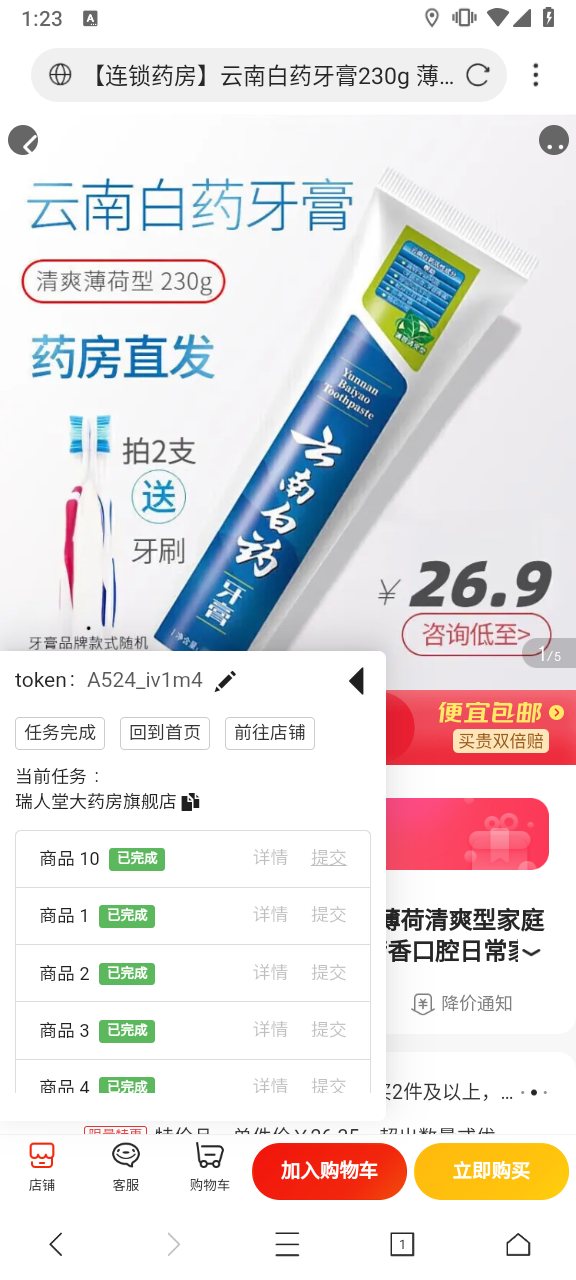 1:23
A
【连锁药房】云南白药牙膏230g 薄...
云南白药牙膏
清爽薄荷型 230g
药房直发
拍2支
送
牙刷
牙膏品牌款式随机
Yunnan
Baiyao
Toothpaste
云南白药
牙膏
¥ 26.9
咨询低至>
1/5
便宜包邮
买贵双倍赔
token： A524_iv1m4
任务完成 回到首页 前往店铺
当前任务：
瑞人堂大药房旗舰店
商品 10 已完成 详情 提交
商品 1 已完成 详情 提交
商品 2 已完成 详情 提交
商品 3 已完成 详情 提交
商品 4 已完成 详情 提交
薄荷清爽型家庭
香口腔日常家
降价通知
买2件及以上，...
店铺 客服 购物车 加入购物车 立即购买
1